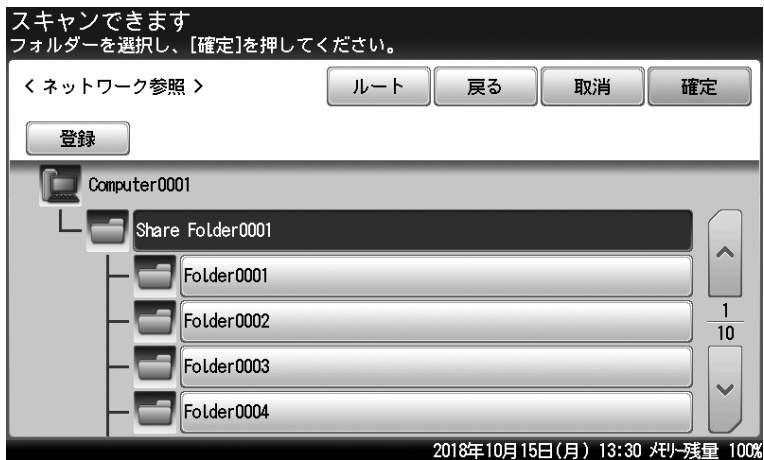 スキャンできます
フォルダーを選択し、[確定]を押してください。
<ネットワーク参照> ルート 戻る 取消 確定
登録
Computer0001
Share Folder0001
Folder0001
Folder0002
Folder0003
Folder0004
1
10
2018年10月15日(月) 13:30 ﾒﾓﾘｰ残量 100%